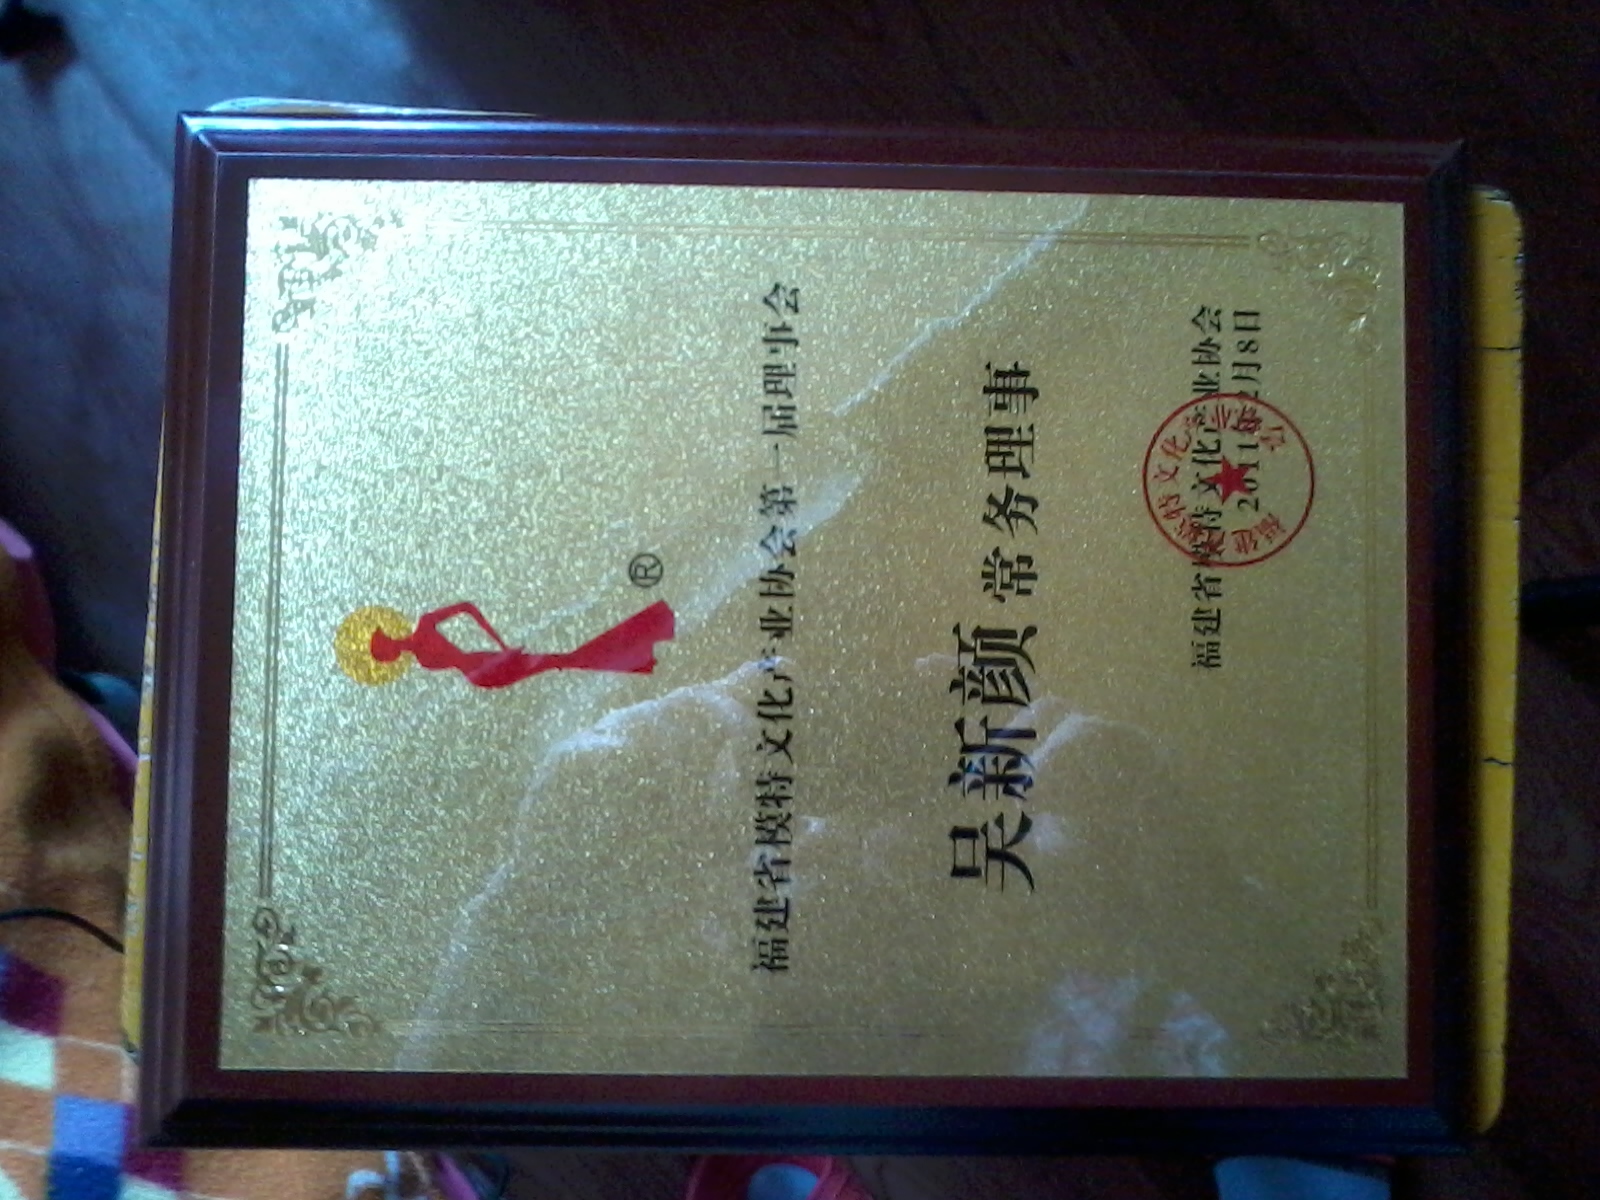 ®
福建省模特文化产业协会第一届理事会
吴新颜 常务理事
福建省模特文化产业协会
2011年12月8日